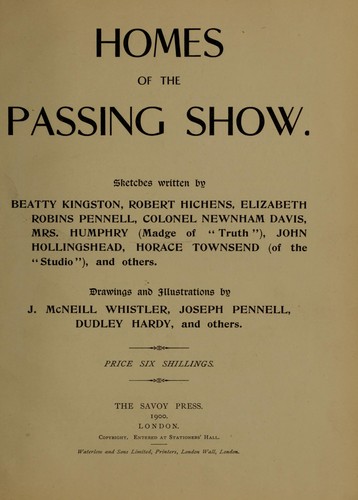 HOMES
OF THE
PASSING SHOW.
Sketches written by
BEATTY KINGSTON, ROBERT HICHENS, ELIZABETH
ROBINS PENNELL, COLONEL NEWNHAM DAVIS,
MRS. HUMPHRY (Madge of "Truth"), JOHN
HOLLINGSHEAD, HORACE TOWNSEND (of the
"Studio"), and others.
Drawings and Illustrations by
J. McNEILL WHISTLER, JOSEPH PENNELL,
DUDLEY HARDY, and others.
PRICE SIX SHILLINGS.
THE SAVOY PRESS.
1900.
LONDON.
COPYRIGHT, ENTERED AT STATIONERS' HALL.
Waterlow and Sons Limited, Printers, London Wall, London.